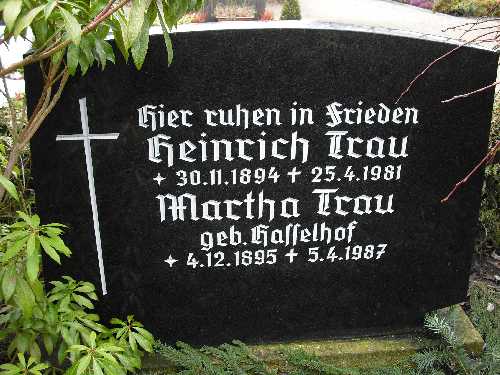 Hier ruhen in Frieden
Heinrich Trau
✦ 30.11.1894 ✝ 25.4.1981
Martha Trau
geb. Hasselhof
✦ 4.12.1895 ✝ 5.4.1987